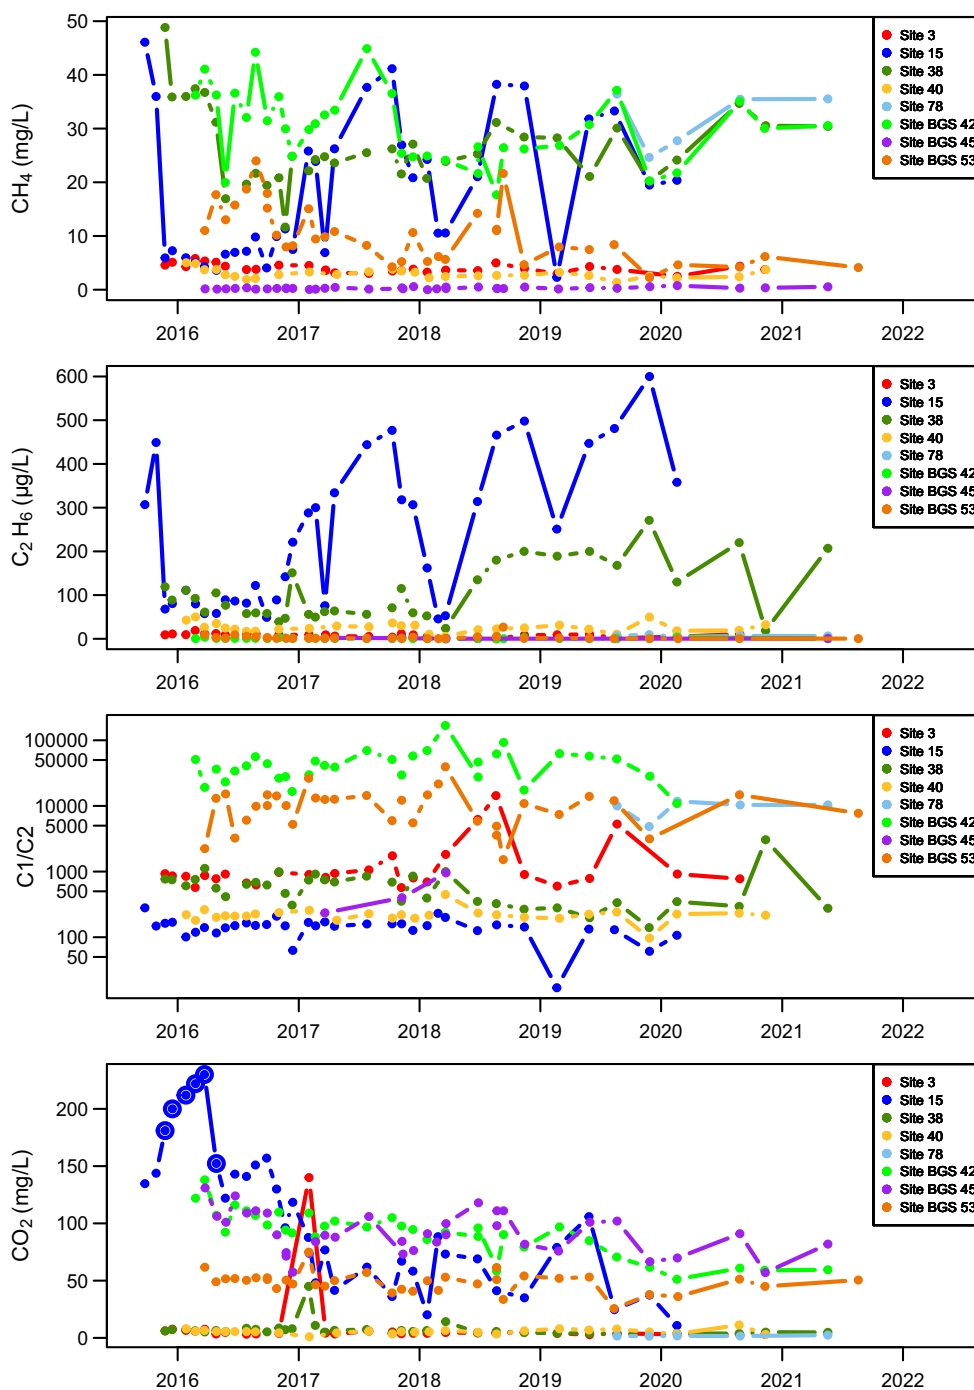 50
40
30
20
10
0
CH4 (mg/L)
Site 3
Site 15
Site 38
Site 40
Site 78
Site BGS 42
Site BGS 45
Site BGS 53
2016 2017 2018 2019 2020 2021 2022
600
500
400
300
200
100
0
C2 H6 (µg/L)
Site 3
Site 15
Site 38
Site 40
Site 78
Site BGS 42
Site BGS 45
Site BGS 53
2016 2017 2018 2019 2020 2021 2022
100000
50000
10000
5000
1000
500
100
50
C1/C2
Site 3
Site 15
Site 38
Site 40
Site 78
Site BGS 42
Site BGS 45
Site BGS 53
2016 2017 2018 2019 2020 2021 2022
200
150
100
50
0
CO2 (mg/L)
Site 3
Site 15
Site 38
Site 40
Site 78
Site BGS 42
Site BGS 45
Site BGS 53
2016 2017 2018 2019 2020 2021 2022